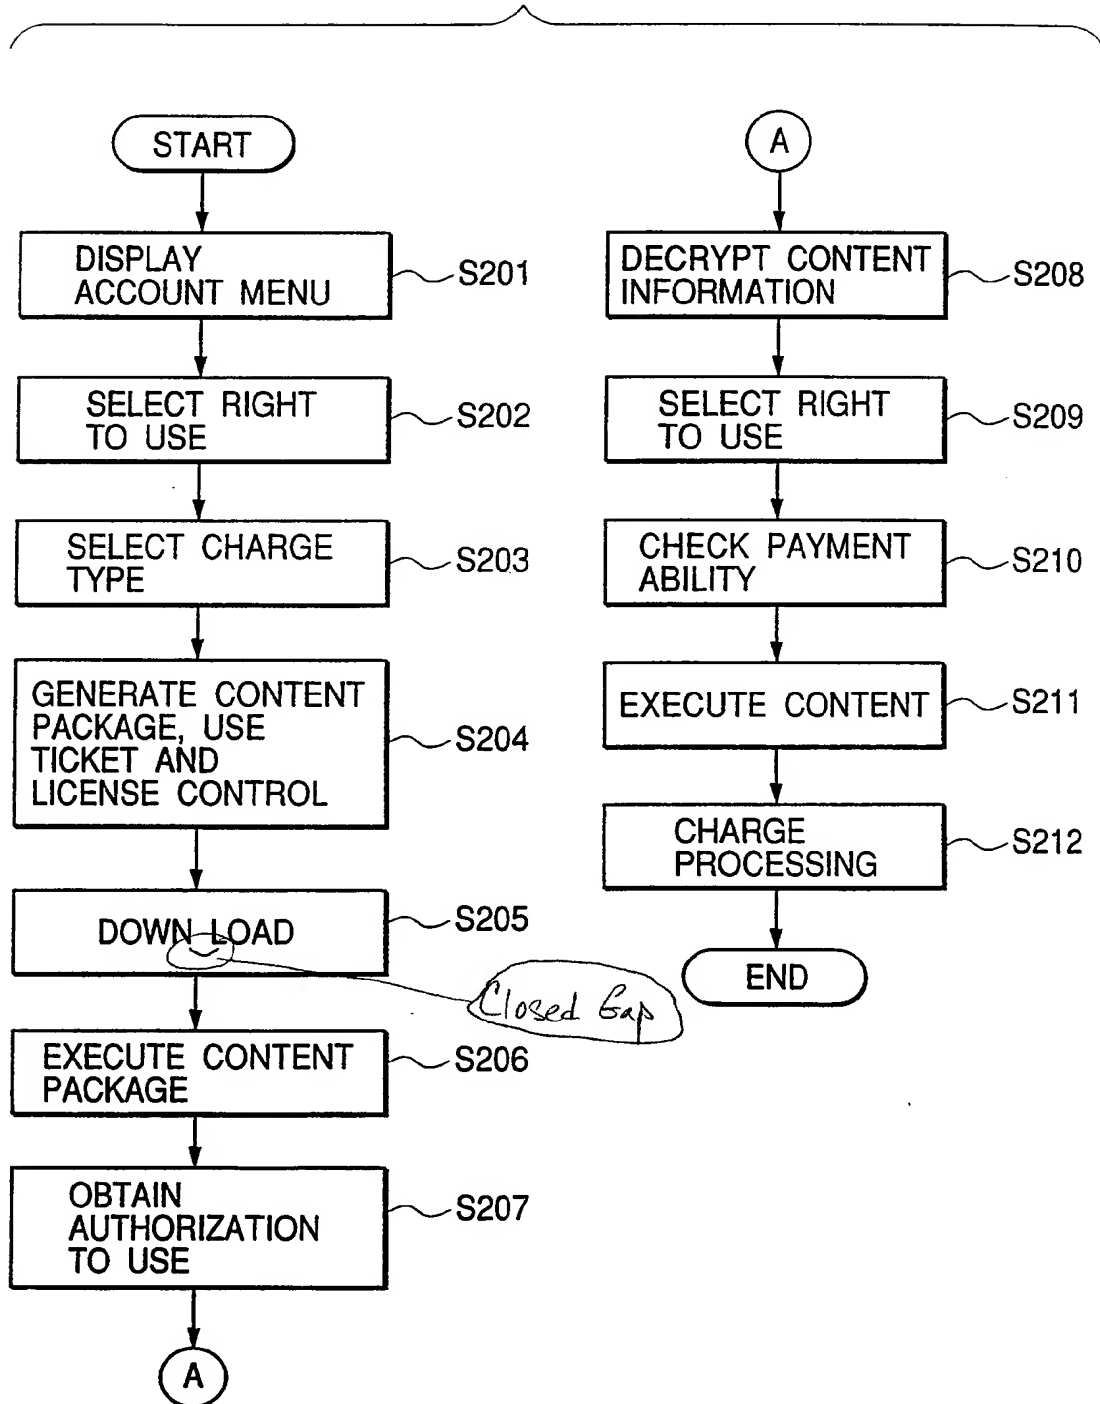 START
DISPLAY
ACCOUNT MENU
S201
SELECT RIGHT
TO USE
S202
SELECT CHARGE
TYPE
S203
GENERATE CONTENT
PACKAGE, USE
TICKET AND
LICENSE CONTROL
S204
DOWN LOAD
S205
Closed Gap
EXECUTE CONTENT
PACKAGE
S206
OBTAIN
AUTHORIZATION
TO USE
S207
A
A
DECRYPT CONTENT
INFORMATION
S208
SELECT RIGHT
TO USE
S209
CHECK PAYMENT
ABILITY
S210
EXECUTE CONTENT
S211
CHARGE
PROCESSING
S212
END